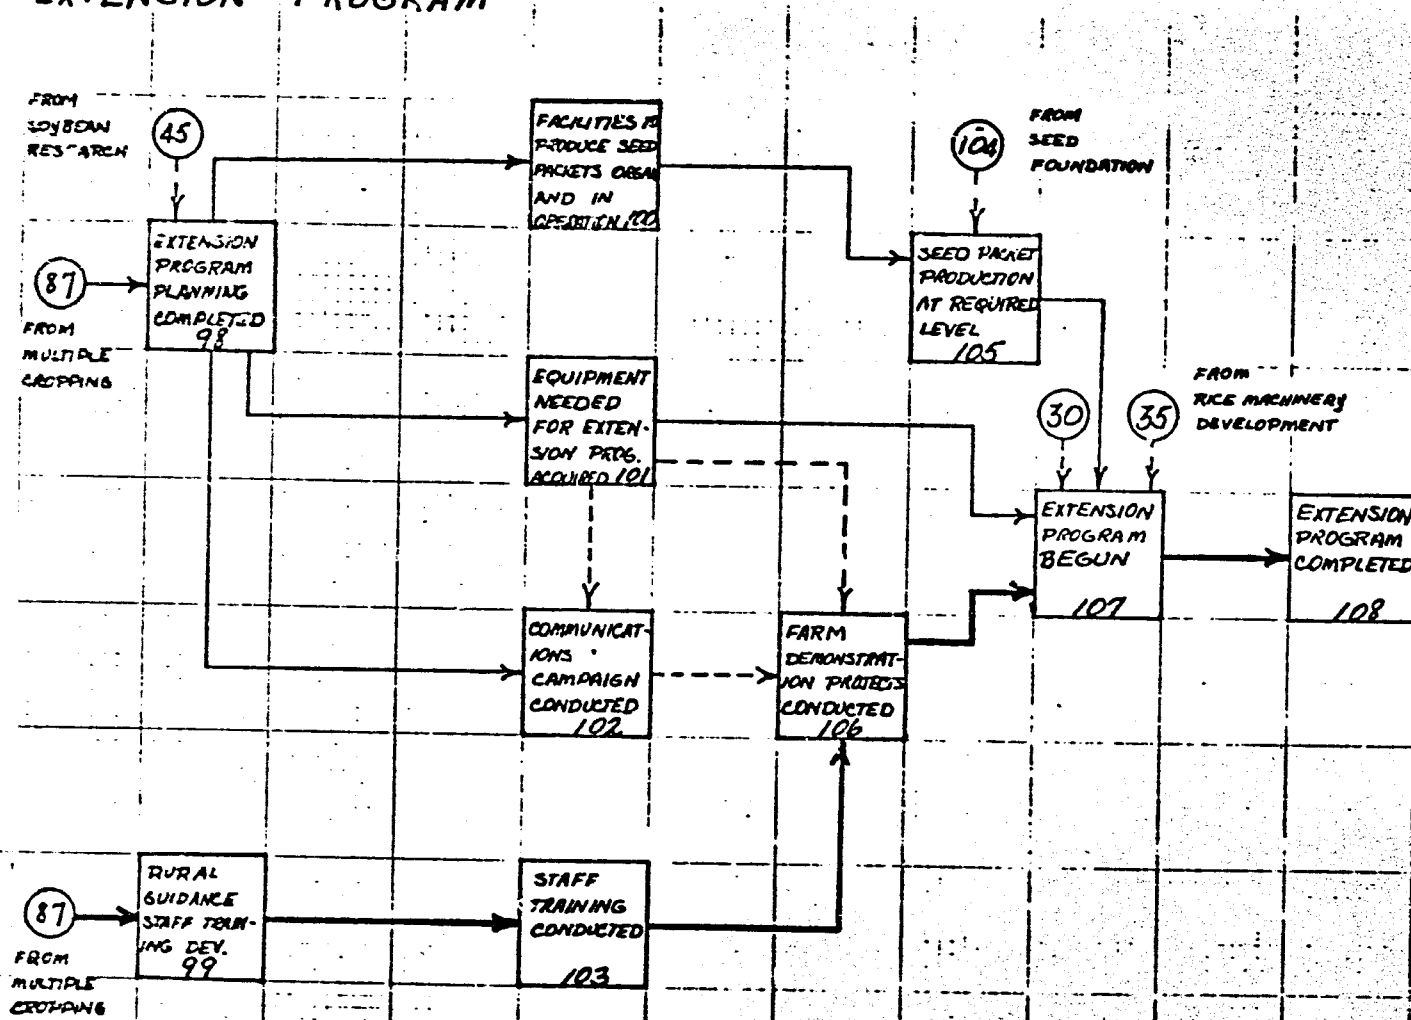 EXTENSION PROGRAM
FROM
SOYBEAN
RESEARCH
45
87
FROM
MULTIPLE
CROPPING
EXTENSION
PROGRAM
PLANNING
COMPLETED
98
FACILITIES TO
PRODUCE SEED
PACKETS ORGAN
AND IN
OPERATION 100
104
FROM
SEED
FOUNDATION
SEED PACKET
PRODUCTION
AT REQUIRED
LEVEL
105
EQUIPMENT
NEEDED
FOR EXTEN-
SION PROG.
ACQUIRED 101
30
35
FROM
RICE MACHINERY
DEVELOPMENT
EXTENSION
PROGRAM
BEGUN
107
EXTENSION
PROGRAM
COMPLETED
108
COMMUNICAT-
IONS
CAMPAIGN
CONDUCTED
102
FARM
DEMONSTRAT-
ION PROJECTS
CONDUCTED
106
87
FROM
MULTIPLE
CROPPING
RURAL
GUIDANCE
STAFF TRAIN-
ING DEV.
99
STAFF
TRAINING
CONDUCTED
103